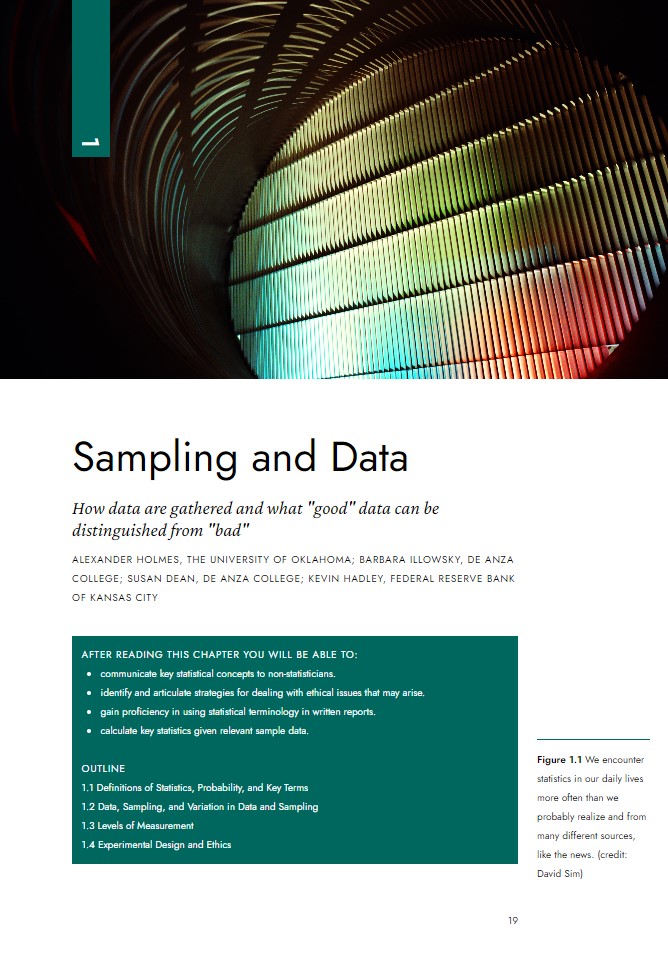 1
Sampling and Data
How data are gathered and what "good" data can be
distinguished from "bad"
ALEXANDER HOLMES, THE UNIVERSITY OF OKLAHOMA; BARBARA ILLOWSKY, DE ANZA
COLLEGE; SUSAN DEAN, DE ANZA COLLEGE; KEVIN HADLEY, FEDERAL RESERVE BANK
OF KANSAS CITY
AFTER READING THIS CHAPTER YOU WILL BE ABLE TO:
• communicate key statistical concepts to non-statisticians.
• identify and articulate strategies for dealing with ethical issues that may arise.
• gain proficiency in using statistical terminology in written reports.
• calculate key statistics given relevant sample data.
OUTLINE
1.1 Definitions of Statistics, Probability, and Key Terms
1.2 Data, Sampling, and Variation in Data and Sampling
1.3 Levels of Measurement
1.4 Experimental Design and Ethics
Figure 1.1 We encounter
statistics in our daily lives
more often than we
probably realize and from
many different sources,
like the news. (credit:
David Sim)
19